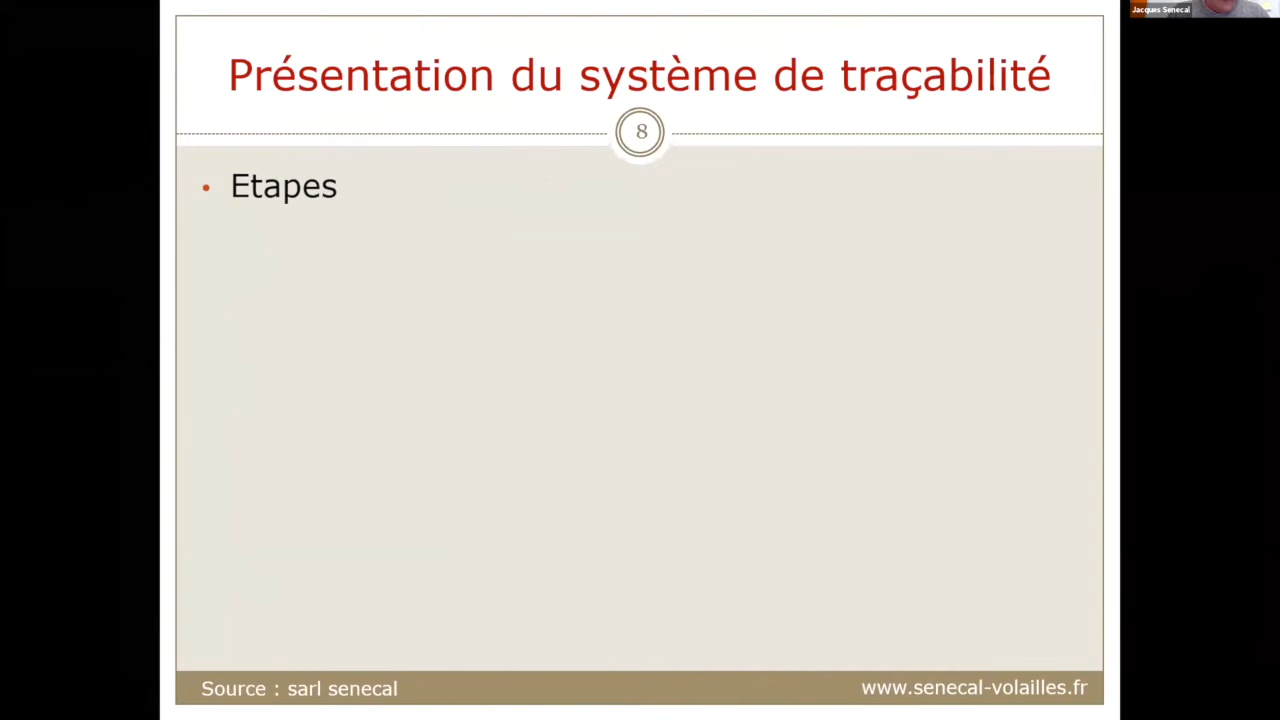 Jacques Senecal
Présentation du système de traçabilité
8
• Etapes
Source : sarl senecal
www.senecal-volailles.fr